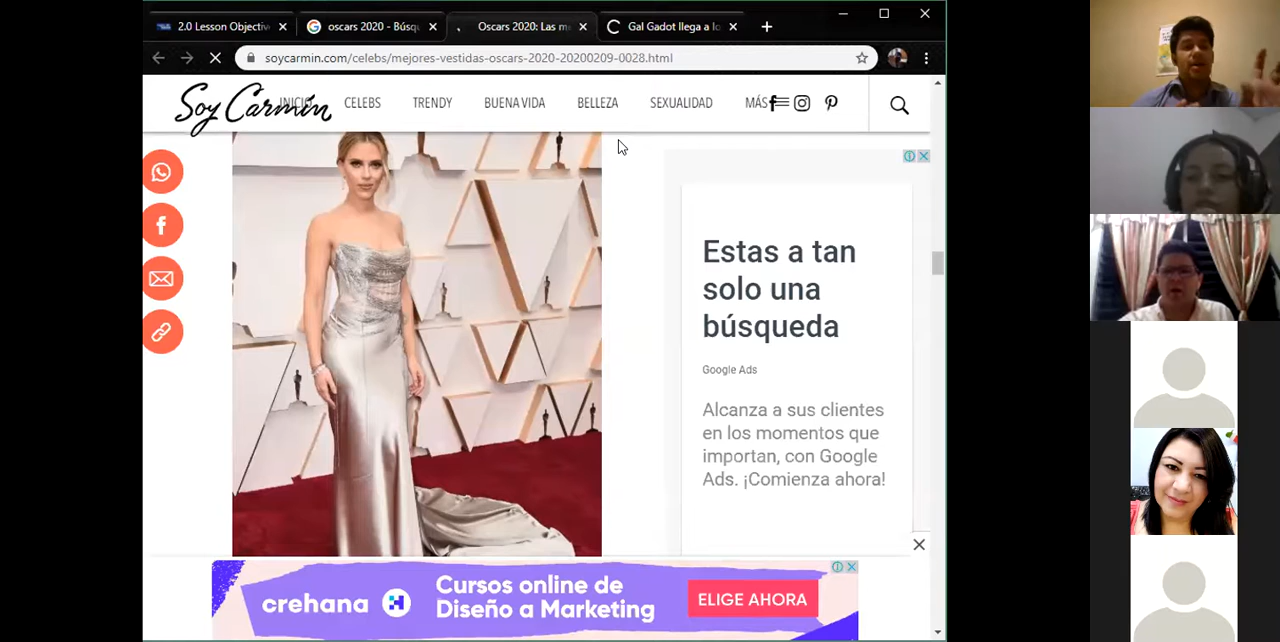 2.0 Lesson Objectiv
oscars 2020 - Búsqu
Oscars 2020: Las me
Gal Gadot llega a lo
soycarmin.com/celebs/mejores-vestidas-oscars-2020-20200209-0028.html
Soy Carmín
INICIO
CELEBS
TRENDY
BUENA VIDA
BELLEZA
SEXUALIDAD
MÁS
Estas a tan
solo una
búsqueda
Google Ads
Alcanza a sus clientes
en los momentos que
importan, con Google
Ads. ¡Comienza ahora!
crehana
Cursos online de
Diseño a Marketing
ELIGE AHORA